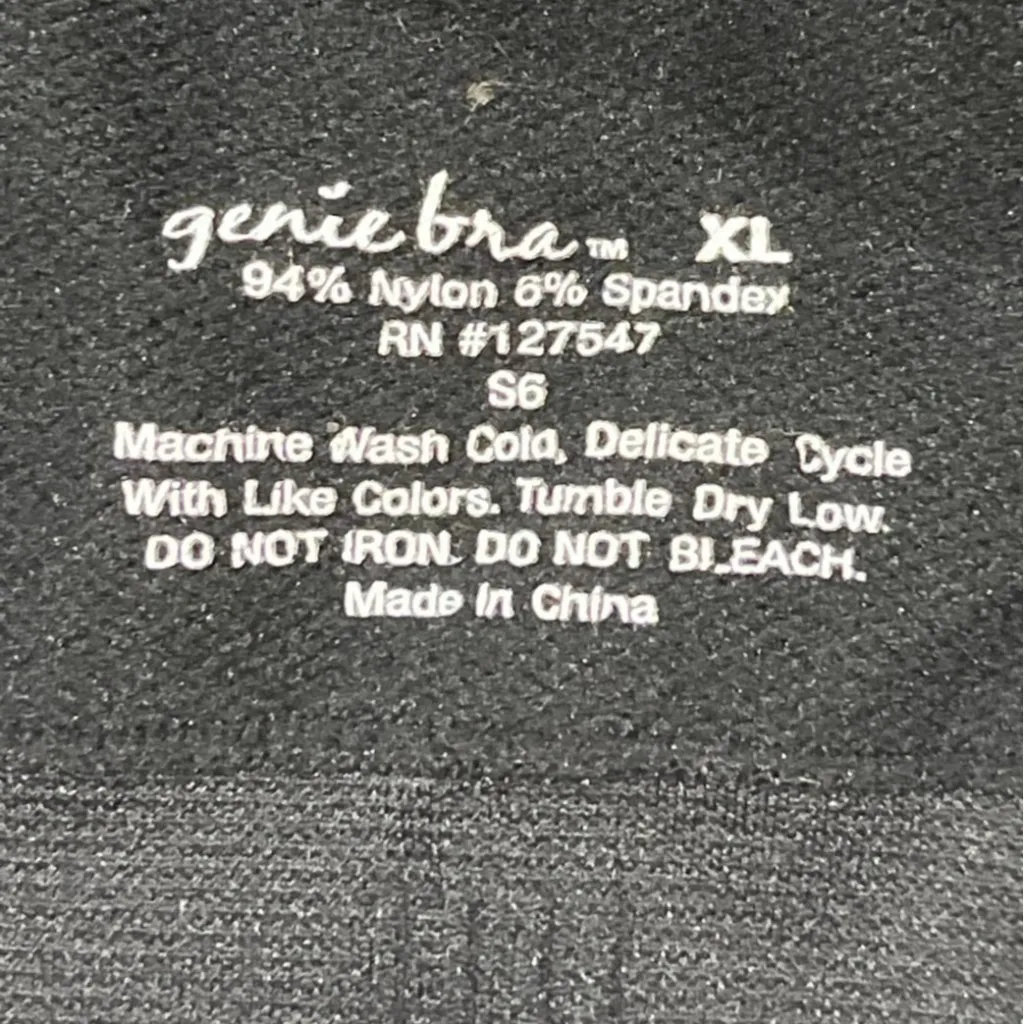 genie bra™ XL
94% Nylon 6% Spandex
RN #127547
S6
Machine Wash Cold, Delicate Cycle
With Like Colors. Tumble Dry Low.
DO NOT IRON. DO NOT BLEACH.
Made in China